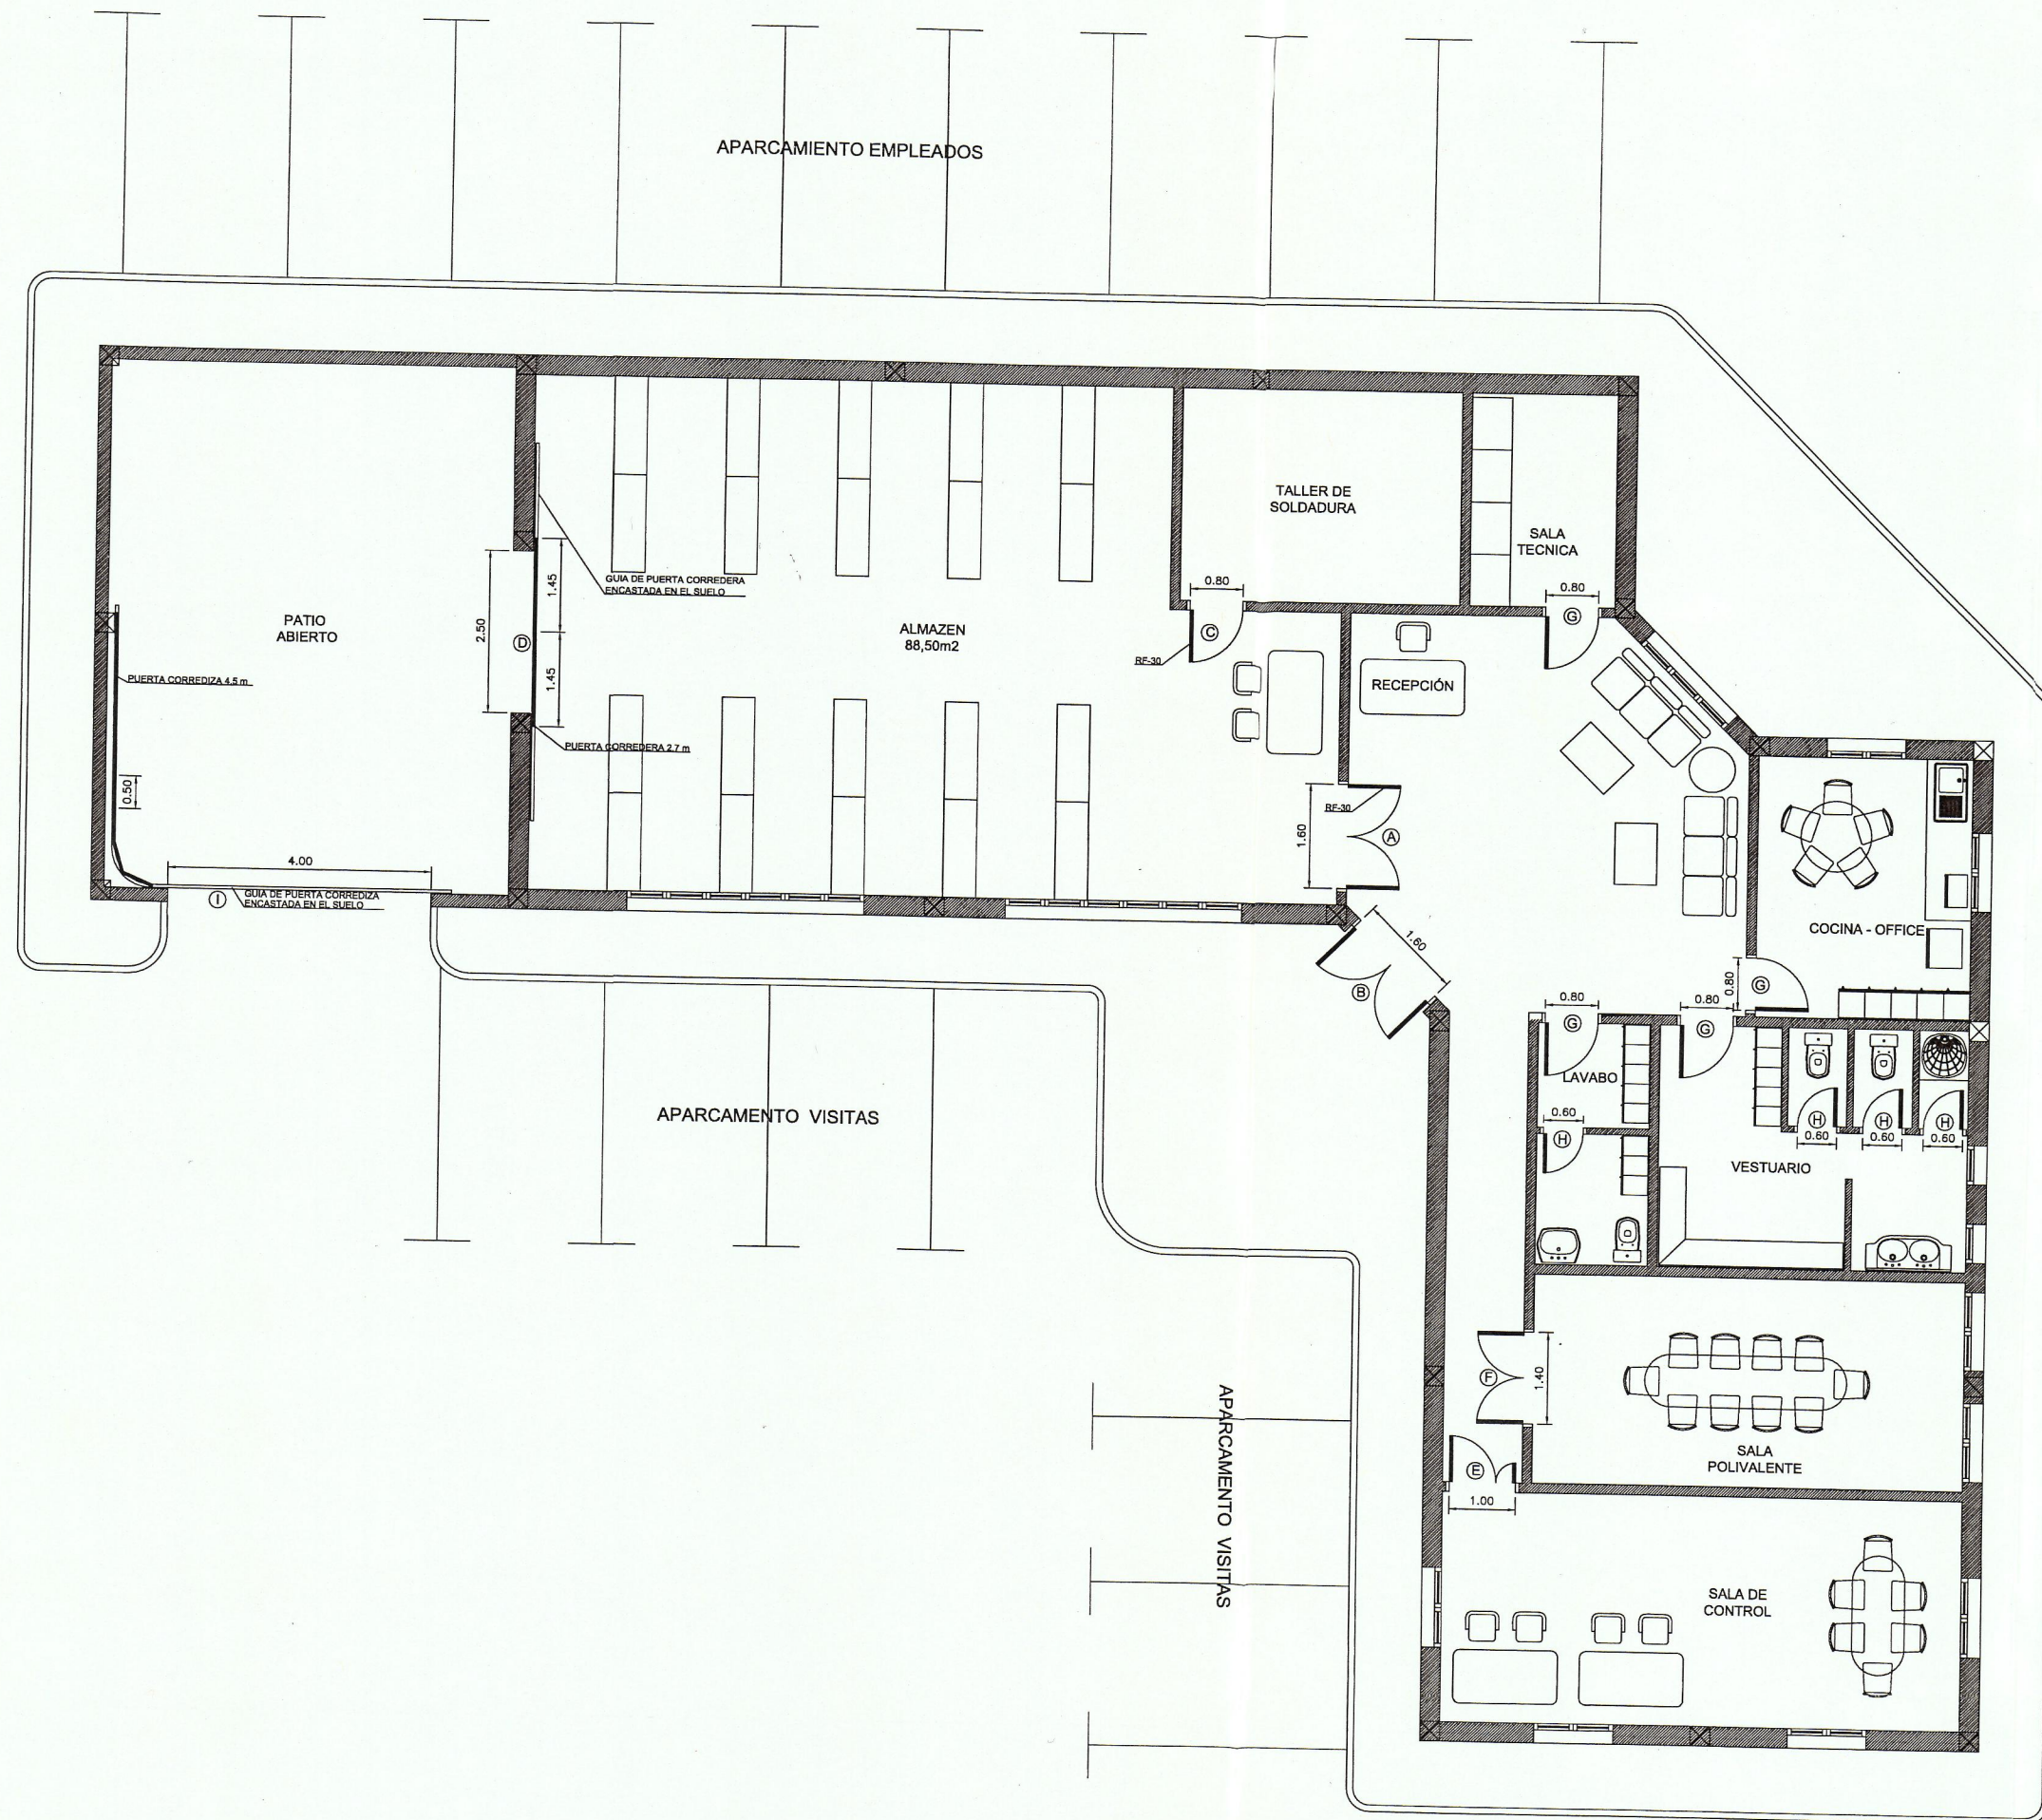 APARCAMIENTO EMPLEADOS
TALLER DE
SOLDADURA
SALA
TECNICA
0.80
0.80
G
C
RF-30
GUIA DE PUERTA CORREDERA
ENCASTADA EN EL SUELO
1.45
2.50
D
1.45
PATIO
ABIERTO
ALMAZEN
88,50m2
PUERTA CORREDIZA 4.5 m
PUERTA CORREDERA 2.7 m
RECEPCIÓN
0.50
RF-30
1.60
A
4.00
I
GUIA DE PUERTA CORREDIZA
ENCASTADA EN EL SUELO
1.60
B
COCINA - OFFICE
0.80
G
0.80
G
0.80
G
LAVABO
0.60
H
H
0.60
H
0.60
H
0.60
VESTUARIO
APARCAMENTO VISITAS
F
1.40
SALA
POLIVALENTE
E
1.00
APARCAMENTO VISITAS
SALA DE
CONTROL